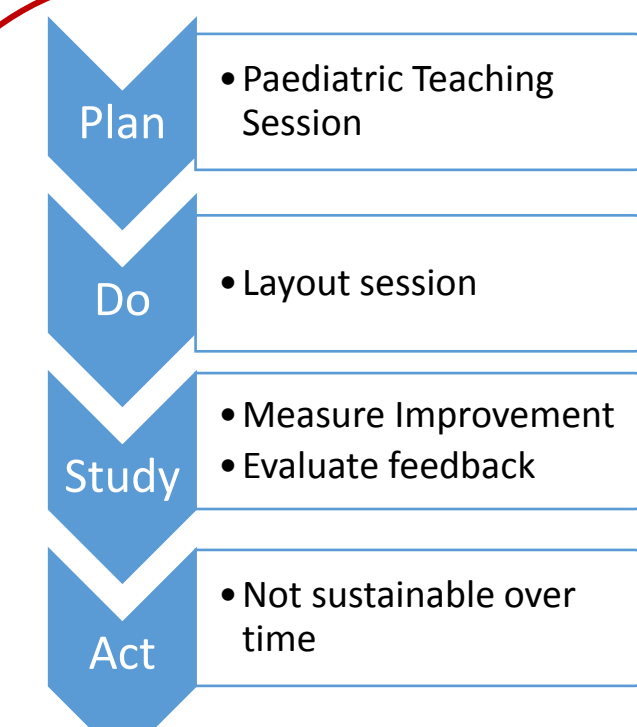 Plan
• Paediatric Teaching
Session
Do
• Layout session
Study
• Measure Improvement
• Evaluate feedback
Act
• Not sustainable over
time